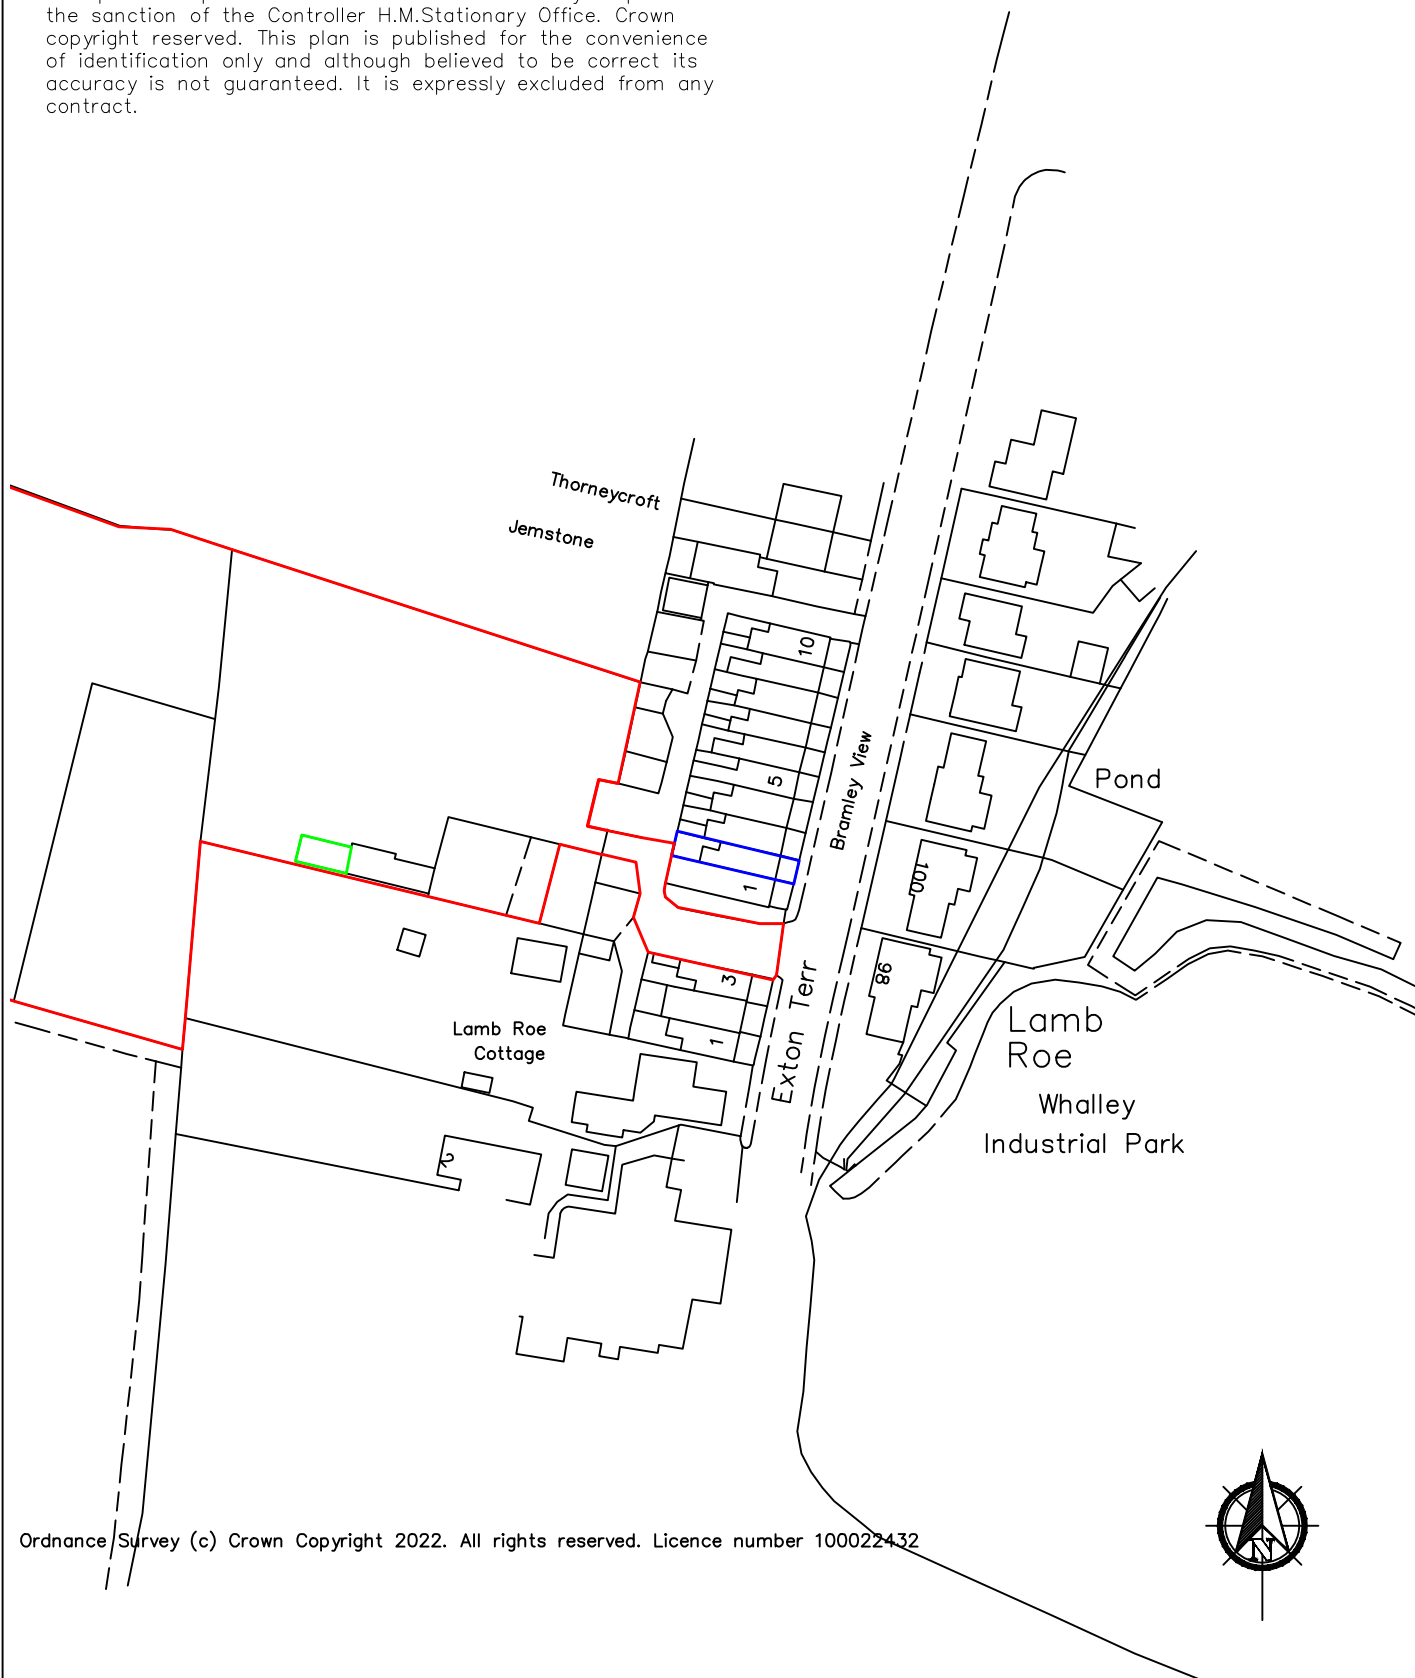 the sanction of the Controller H.M.Stationary Office. Crown
copyright reserved. This plan is published for the convenience
of identification only and although believed to be correct its
accuracy is not guaranteed. It is expressly excluded from any
contract.
Thorneycroft
Jemstone
10
5
1
Bramley View
Pond
100
98
3
1
Exton Terr
Lamb Roe
Cottage
2
Lamb
Roe
Whalley
Industrial Park
Ordnance Survey (c) Crown Copyright 2022. All rights reserved. Licence number 100022432
N